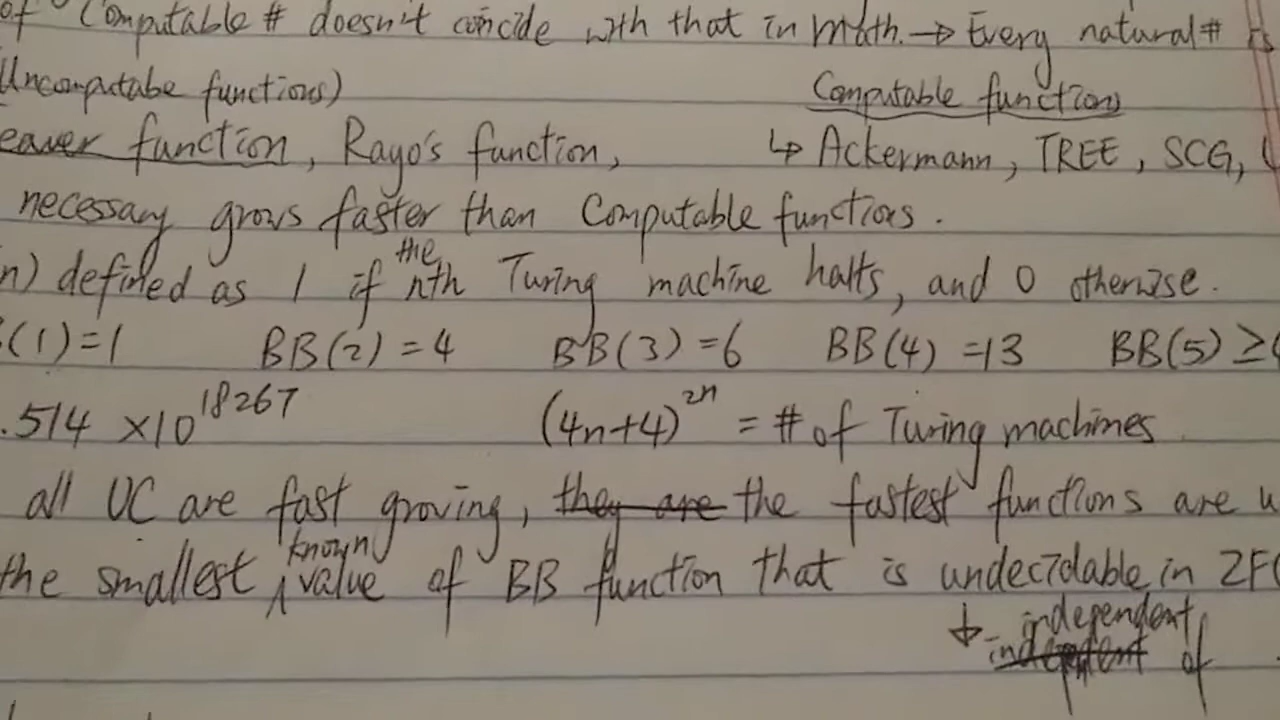 of Computable # doesn't coincide with that in math. → Every natural # is
Uncomputabe functions) Computable functions
eaver function, Rayo's function, ↳ Ackermann, TREE, SCG,
necessary grows faster than Computable functions.
n) defined as 1 if the nth Turing machine halts, and 0 otherwise.
(1)=1 BB(2)=4 BB(3)=6 BB(4)=13 BB(5)≥
.514 ×10^18267 (4n+4)^2n = # of Turing machines
all UC are fast growing, they are the fastest functions are u
the smallest known value of BB function that is undecidable in ZF
↓ independent
independent of